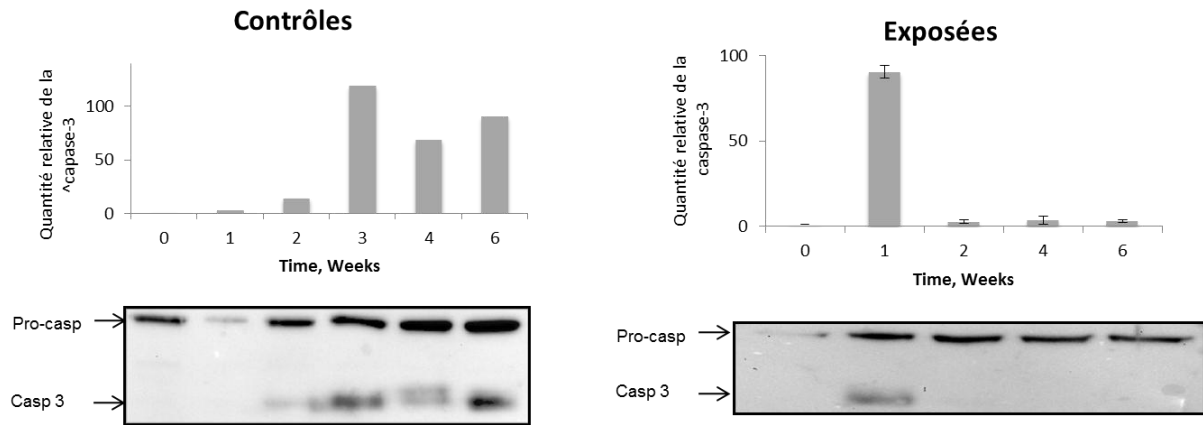 Contrôles
Quantité relative de la
^capase-3
100
50
0
0 1 2 3 4 6
Time, Weeks
Pro-casp
Casp 3
Exposées
Quantité relative de la
caspase-3
100
50
0
0 1 2 4 6
Time, Weeks
Pro-casp
Casp 3